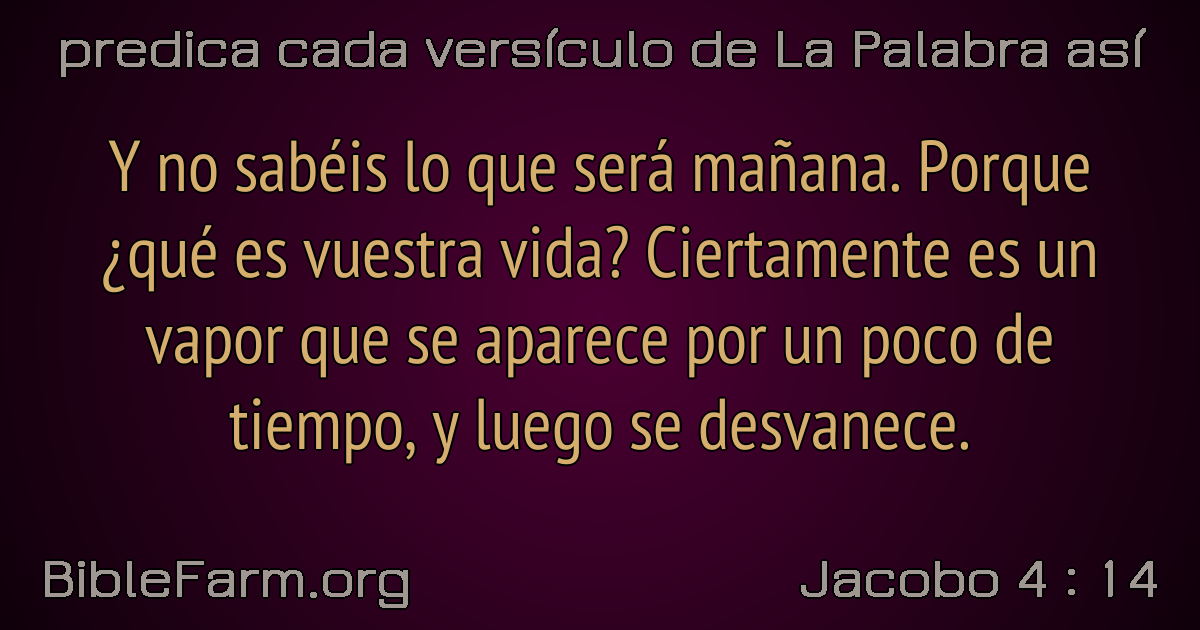 predica cada versículo de La Palabra así
Y no sabéis lo que será mañana. Porque
¿qué es vuestra vida? Ciertamente es un
vapor que se aparece por un poco de
tiempo, y luego se desvanece.
BibleFarm.org
Jacobo 4 : 14